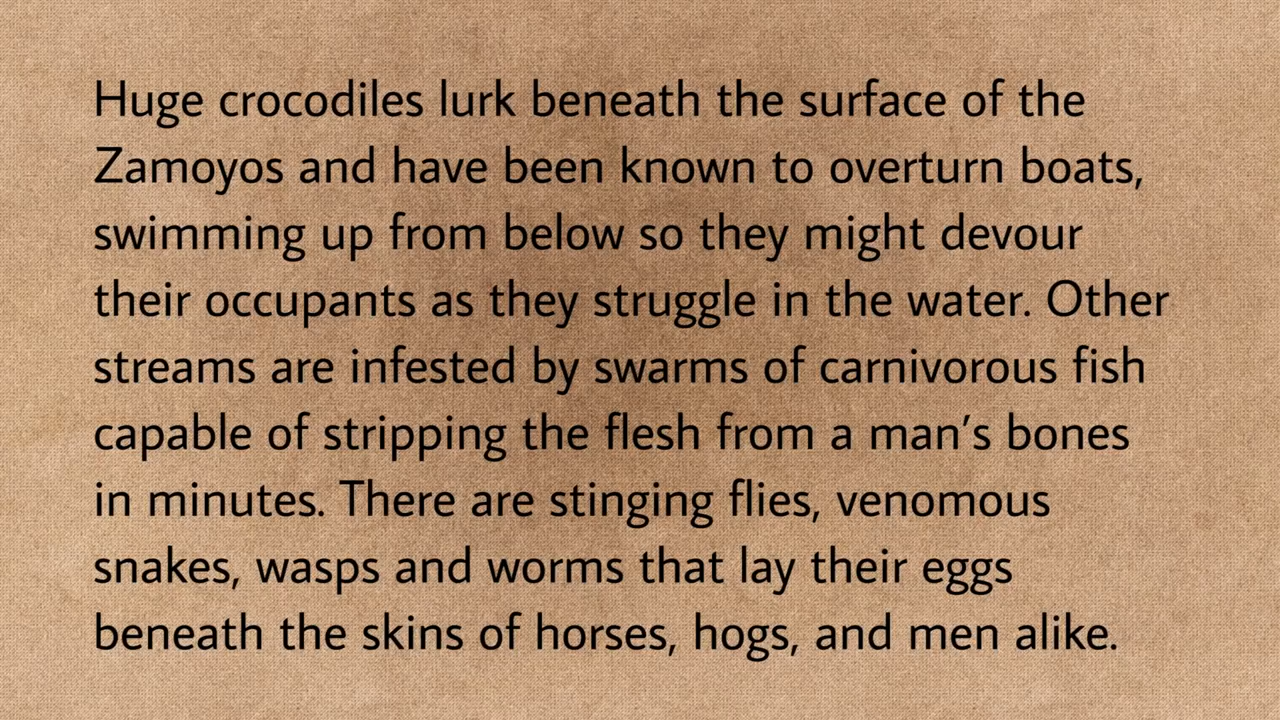 Huge crocodiles lurk beneath the surface of the
Zamoyos and have been known to overturn boats,
swimming up from below so they might devour
their occupants as they struggle in the water. Other
streams are infested by swarms of carnivorous fish
capable of stripping the flesh from a man’s bones
in minutes. There are stinging flies, venomous
snakes, wasps and worms that lay their eggs
beneath the skins of horses, hogs, and men alike.